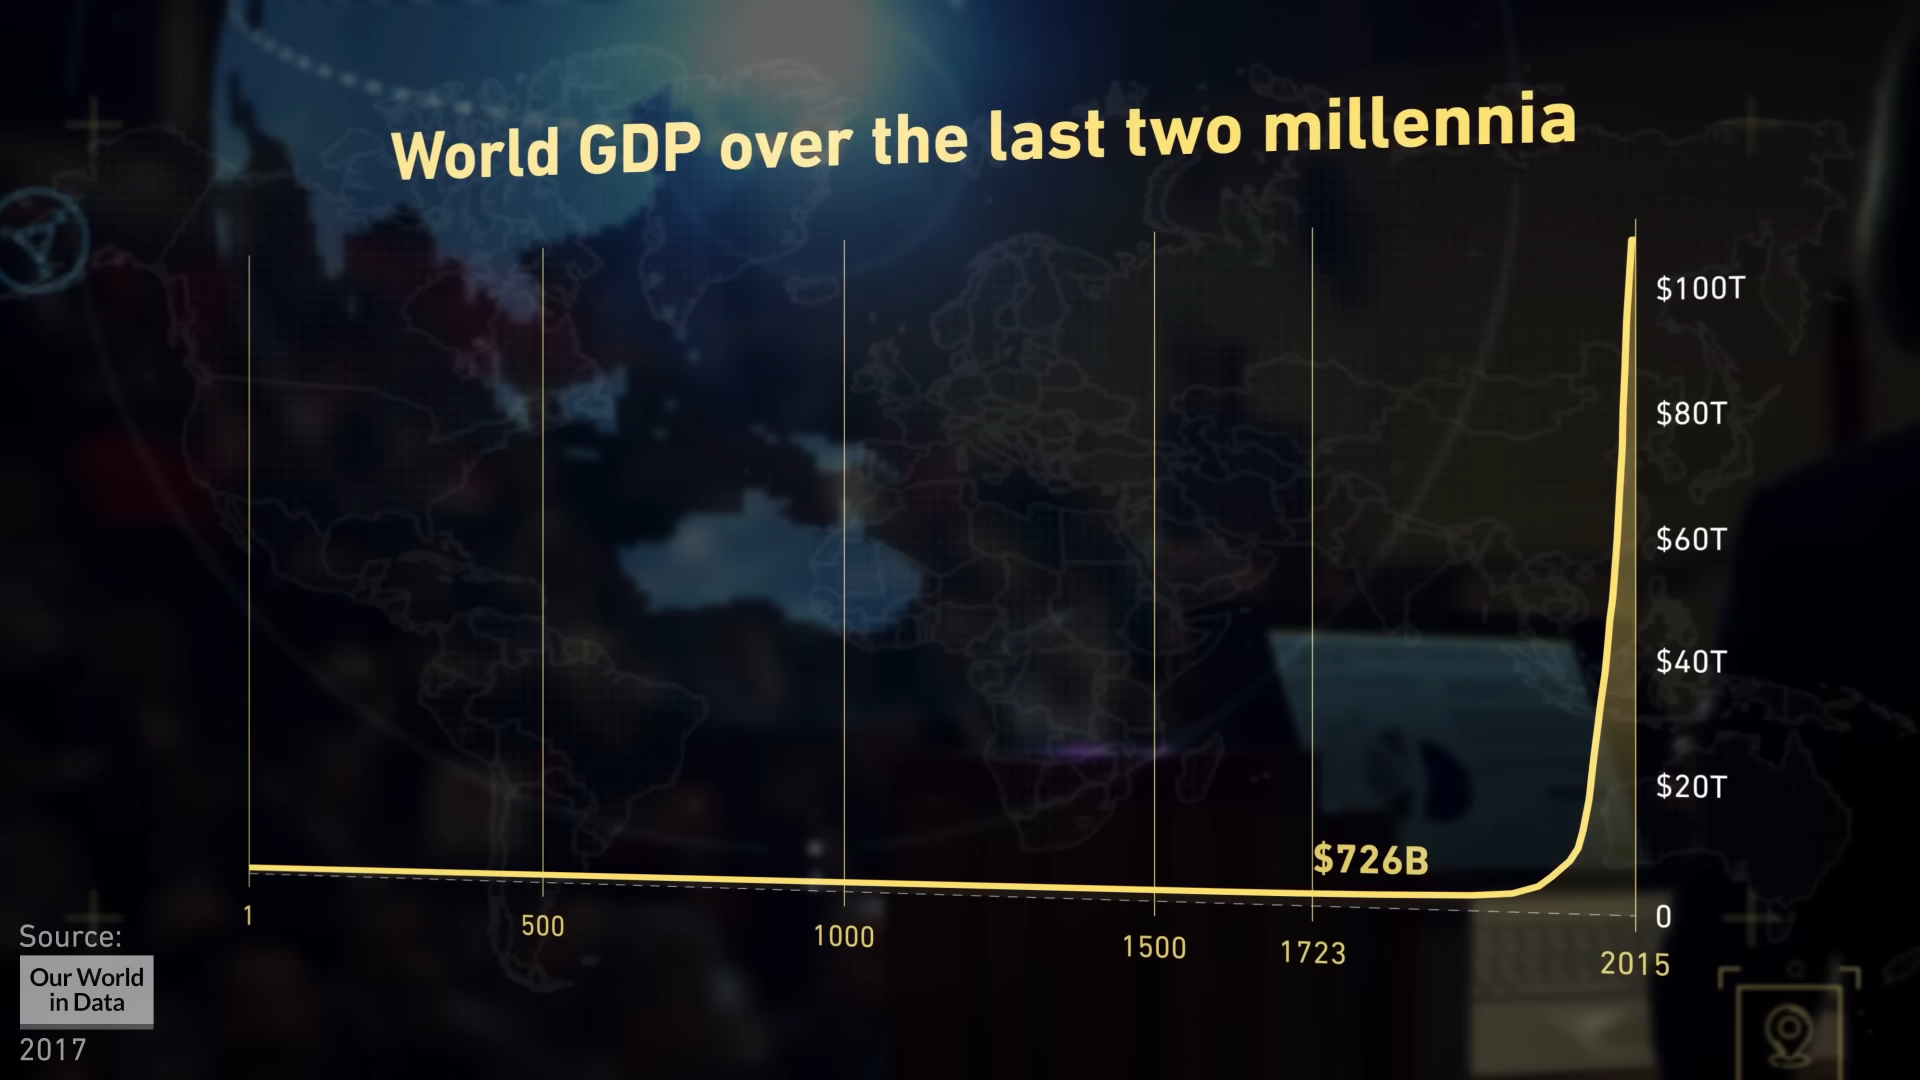 World GDP over the last two millennia
$100T
$80T
$60T
$40T
$20T
0
$726B
1
500
1000
1500
1723
2015
Source:
Our World
in Data
2017